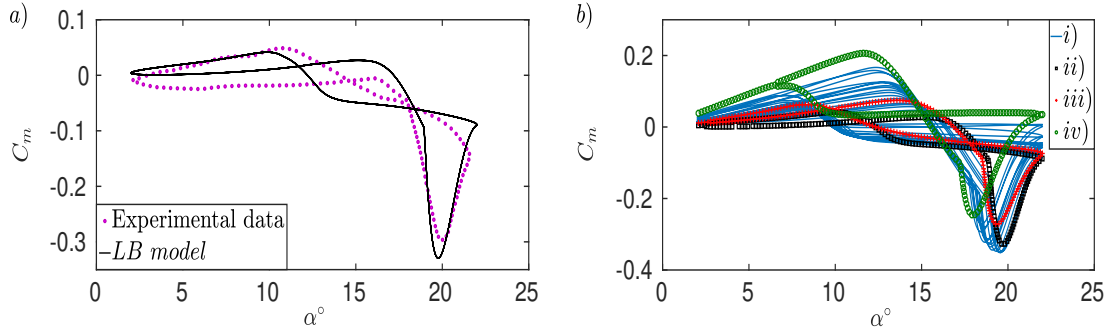 a)
0.1
0
-0.1
-0.2
-0.3
C_m
Experimental data
LB model
0 5 10 15 20 25
α°
b)
0.2
0
-0.2
-0.4
C_m
i)
ii)
iii)
iv)
0 5 10 15 20 25
α°